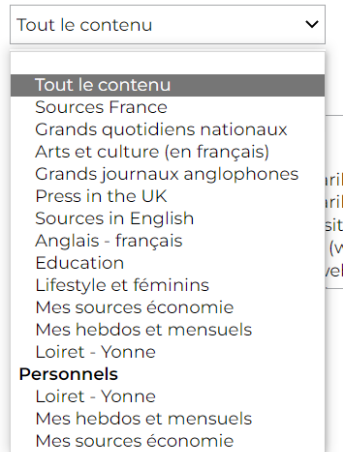 Tout le contenu
Tout le contenu
Sources France
Grands quotidiens nationaux
Arts et culture (en français)
Grands journaux anglophones
Press in the UK
Sources in English
Anglais - français
Education
Lifestyle et féminins
Mes sources économie
Mes hebdos et mensuels
Loiret - Yonne
Personnels
Loiret - Yonne
Mes hebdos et mensuels
Mes sources économie